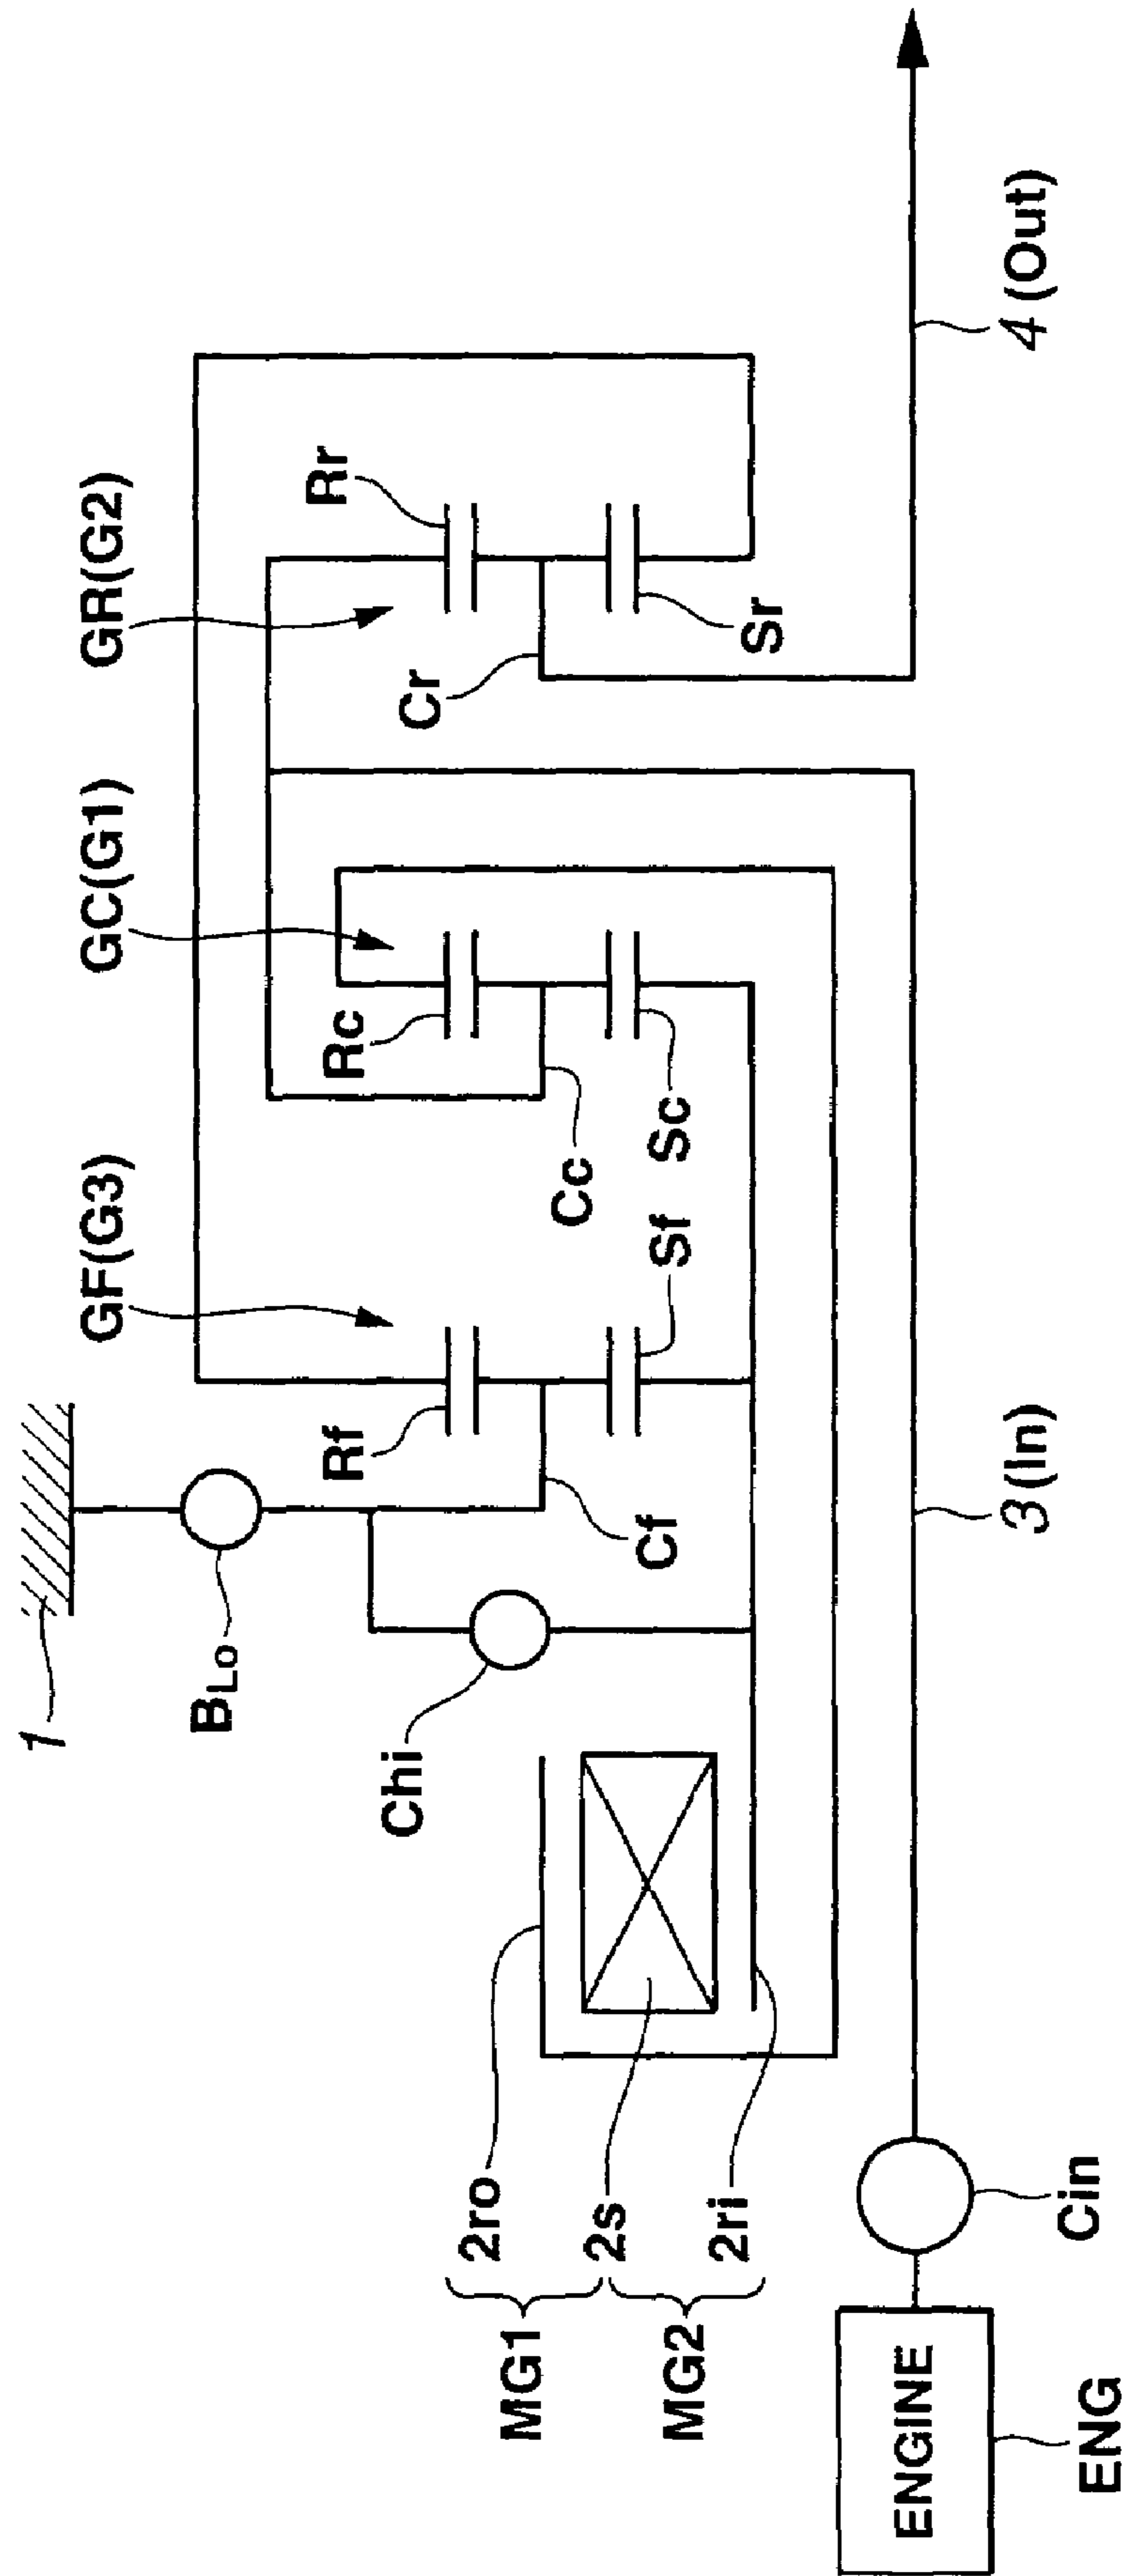 1
BLo
Chi
GF(G3)
Rf
Cf
Sf
GC(G1)
Rc
Cc
Sc
GR(G2)
Rr
Cr
Sr
2ro
2s
2ri
MG1
MG2
ENGINE
ENG
Cin
3 (In)
4 (Out)